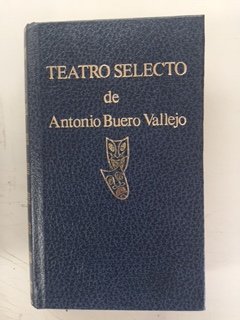 TEATRO SELECTO
de
Antonio Buero Vallejo